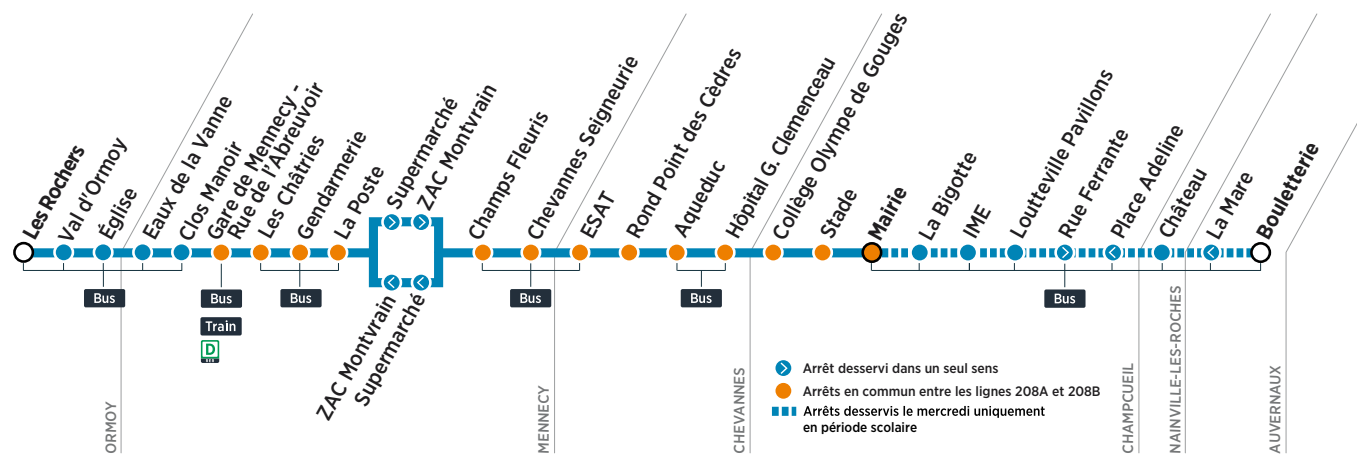 Les Rochers
Val d'Ormoy
Église
Eaux de la Vanne
Clos Manoir
Gare de Mennecy -
Rue de l'Abreuvoir
Les Châtries
Gendarmerie
La Poste
Supermarché
ZAC Montvrain
ZAC Montvrain
Supermarché
Champs Fleuris
Chevannes Seigneurie
ESAT
Rond Point des Cèdres
Aqueduc
Hôpital G. Clemenceau
Collège Olympe de Gouges
Stade
Mairie
La Bigotte
IME
Loutteville Pavillons
Rue Ferrante
Place Adeline
Château
La Mare
Bouletterie
Bus
Bus
Train
D
RER
Bus
Bus
Bus
Bus
ORMOY
MENNECY
CHEVANNES
CHAMPCUEIL
NAINVILLE-LES-ROCHES
AUVERNAUX
Arrêt desservi dans un seul sens
Arrêts en commun entre les lignes 208A et 208B
Arrêts desservis le mercredi uniquement
en période scolaire